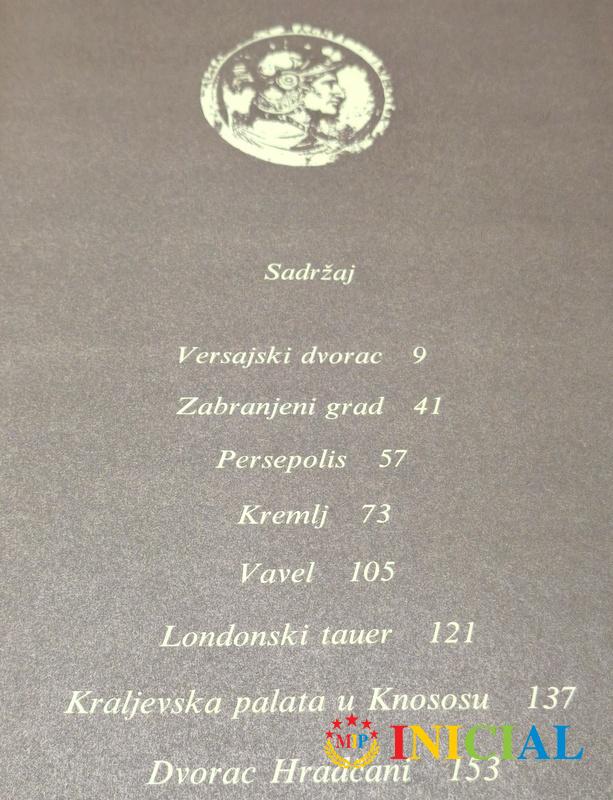 Sadržaj
Versajski dvorac 9
Zabranjeni grad 41
Persepolis 57
Kremlj 73
Vavel 105
Londonski tauer 121
Kraljevska palata u Knososu 137
MP INICIAL
Dvorac Hradčani 153